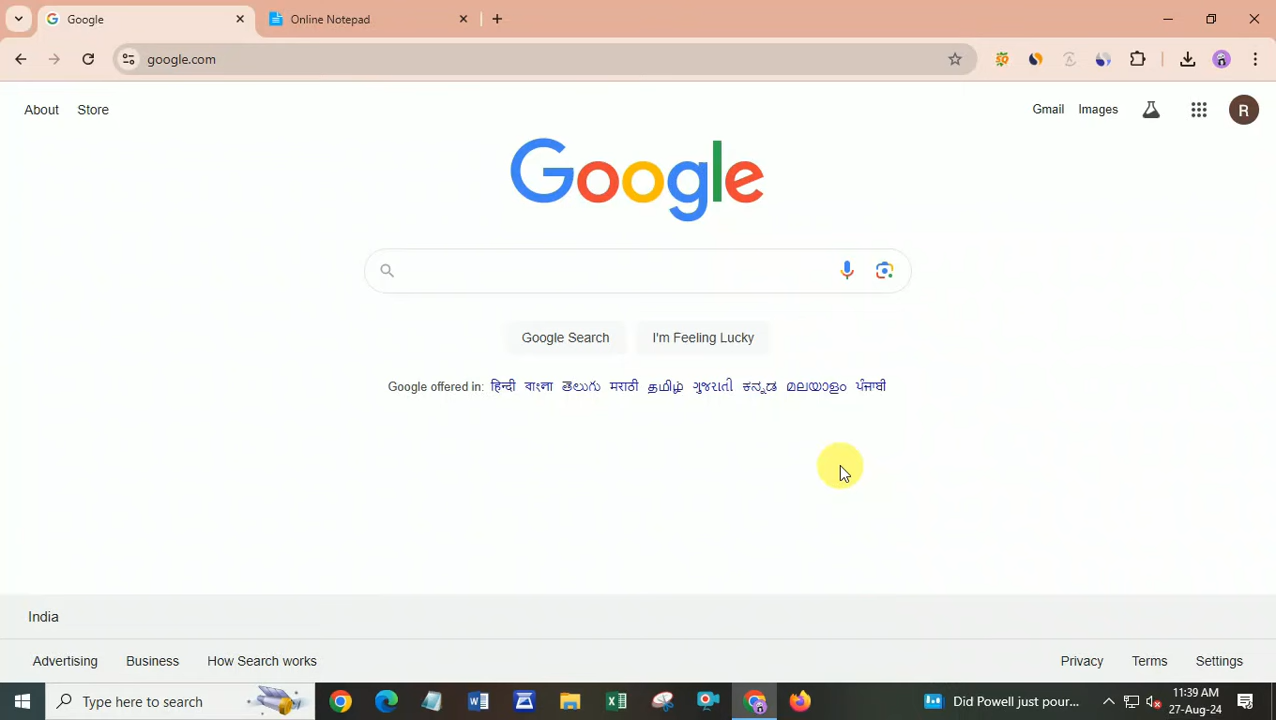 Google
Online Notepad
google.com
About
Store
Gmail
Images
R
Google
Google Search
I'm Feeling Lucky
Google offered in: हिन्दी বাংলা తెలుగు मराठी தமிழ் ગુજરાતી ಕನ್ನಡ മലയാളം ਪੰਜਾਬੀ
India
Advertising
Business
How Search works
Privacy
Terms
Settings
Type here to search
Did Powell just pour...
11:39 AM
27-Aug-24